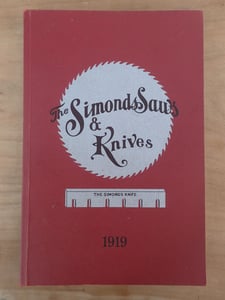 The Simonds Saws
&
Knives
THE SIMONDS KNIFE
1919